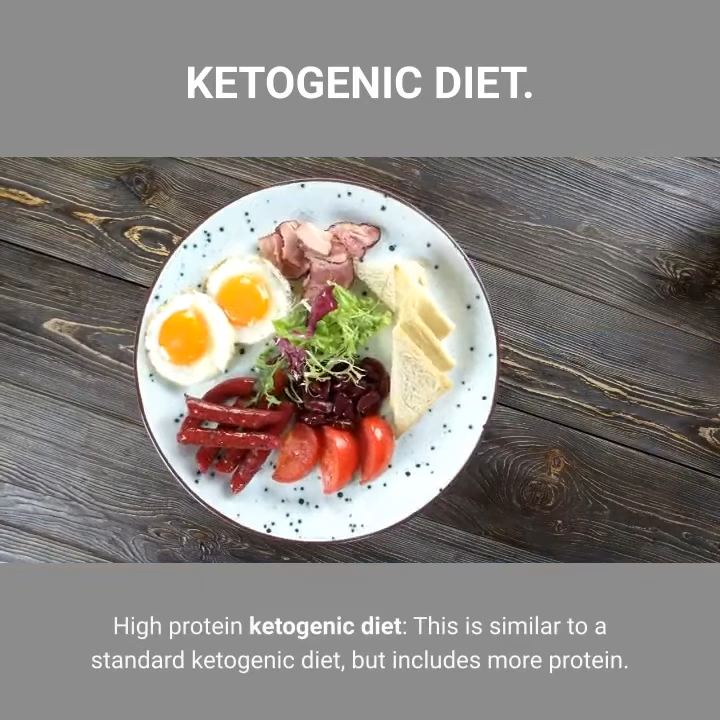 KETOGENIC DIET.
High protein ketogenic diet: This is similar to a
standard ketogenic diet, but includes more protein.